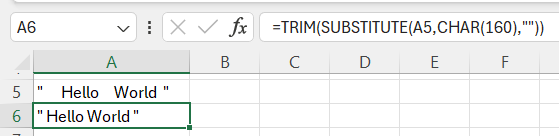 A6 fx =TRIM(SUBSTITUTE(A5,CHAR(160),""))
A B C D E F
5 "    Hello    World  "
6 " Hello World "